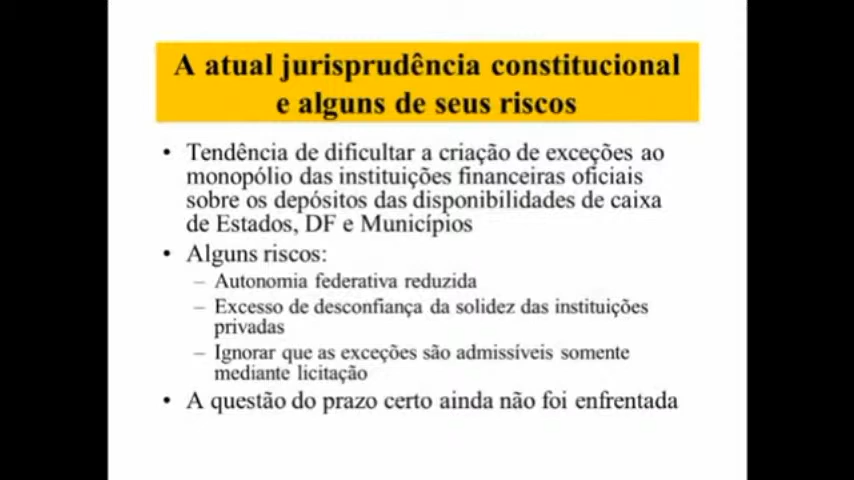 A atual jurisprudência constitucional
e alguns de seus riscos
• Tendência de dificultar a criação de exceções ao
monopólio das instituições financeiras oficiais
sobre os depósitos das disponibilidades de caixa
de Estados, DF e Municípios
• Alguns riscos:
– Autonomia federativa reduzida
– Excesso de desconfiança da solidez das instituições
privadas
– Ignorar que as exceções são admissíveis somente
mediante licitação
• A questão do prazo certo ainda não foi enfrentada